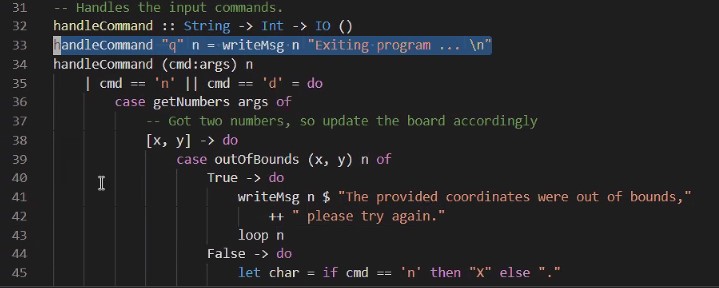 31 -- Handles the input commands.
32 handleCommand :: String -> Int -> IO ()
33 handleCommand "q" n = writeMsg n "Exiting program ... \n"
34 handleCommand (cmd:args) n
35     | cmd == 'n' || cmd == 'd' = do
36         case getNumbers args of
37             -- Got two numbers, so update the board accordingly
38             [x, y] -> do
39                 case outOfBounds (x, y) n of
40                     True -> do
41                         writeMsg n $ "The provided coordinates were out of bounds,"
42                             ++ " please try again."
43                         loop n
44                     False -> do
45                         let char = if cmd == 'n' then "X" else "."